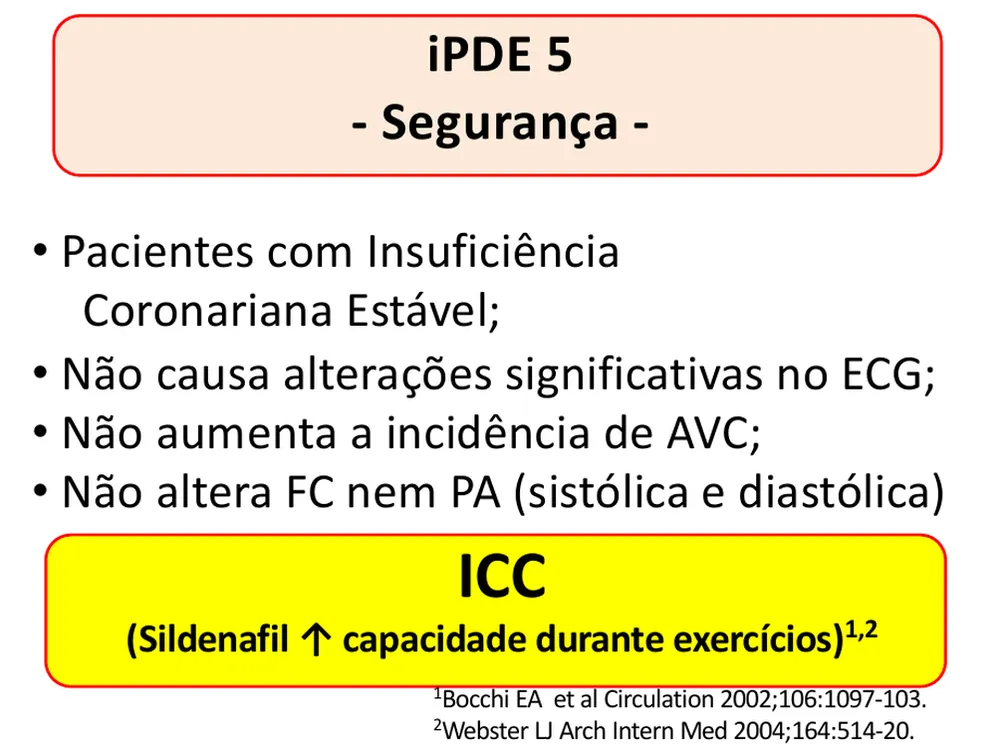 iPDE 5
- Segurança -
• Pacientes com Insuficiência
Coronariana Estável;
• Não causa alterações significativas no ECG;
• Não aumenta a incidência de AVC;
• Não altera FC nem PA (sistólica e diastólica)
ICC
(Sildenafil ↑ capacidade durante exercícios)1,2
1Bocchi EA et al Circulation 2002;106:1097-103.
2Webster LJ Arch Intern Med 2004;164:514-20.